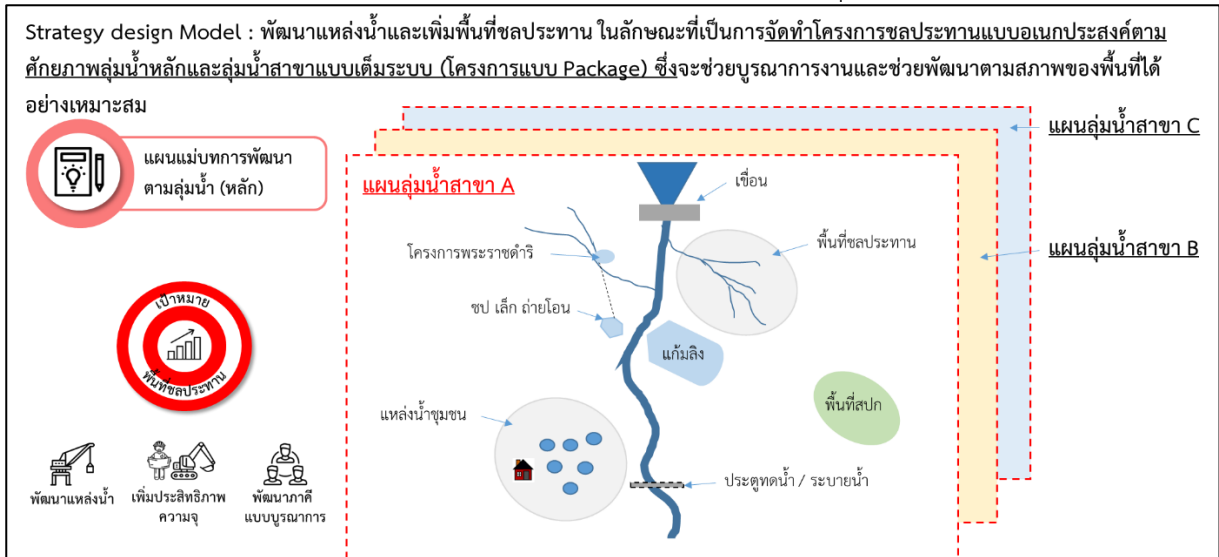 Strategy design Model : พัฒนาแหล่งน้ำและเพิ่มพื้นที่ชลประทาน ในลักษณะที่เป็นการจัดทำโครงการชลประทานแบบอเนกประสงค์ตาม
ศักยภาพลุ่มน้ำหลักและลุ่มน้ำสาขาแบบเต็มระบบ (โครงการแบบ Package) ซึ่งจะช่วยบูรณาการงานและช่วยพัฒนาตามสภาพของพื้นที่ได้
อย่างเหมาะสม
แผนลุ่มน้ำสาขา C
แผนแม่บทการพัฒนา
ตามลุ่มน้ำ (หลัก)
แผนลุ่มน้ำสาขา A
เขื่อน
โครงการพระราชดำริ
พื้นที่ชลประทาน
แผนลุ่มน้ำสาขา B
เป้าหมาย
พื้นที่ชลประทาน
ชป เล็ก ถ่ายโอน
แก้มลิง
พื้นที่สปก
แหล่งน้ำชุมชน
ประตูทดน้ำ / ระบายน้ำ
พัฒนาแหล่งน้ำ
เพิ่มประสิทธิภาพ
ความจุ
พัฒนาภาคี
แบบบูรณาการ